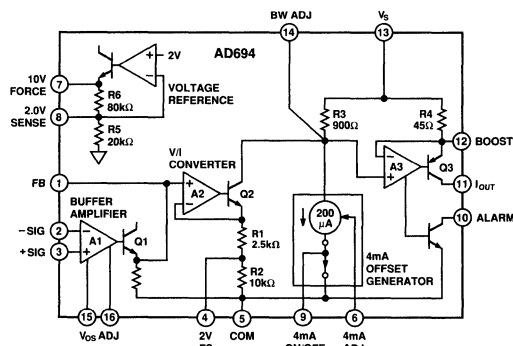 BW ADJ
VS
14
13
AD694
2V
10V
FORCE
7
R6
80kΩ
VOLTAGE
REFERENCE
2.0V
SENSE
8
R5
20kΩ
R3
900Ω
R4
45Ω
12
BOOST
V/I
CONVERTER
A3
Q3
11
IOUT
FB
1
A2
Q2
BUFFER
AMPLIFIER
200
μA
10
ALARM
-SIG
2
+SIG
3
A1
Q1
R1
2.5kΩ
R2
10kΩ
4mA
OFFSET
GENERATOR
15
16
4
5
9
6
VOS ADJ
2V
COM
4mA
4mA